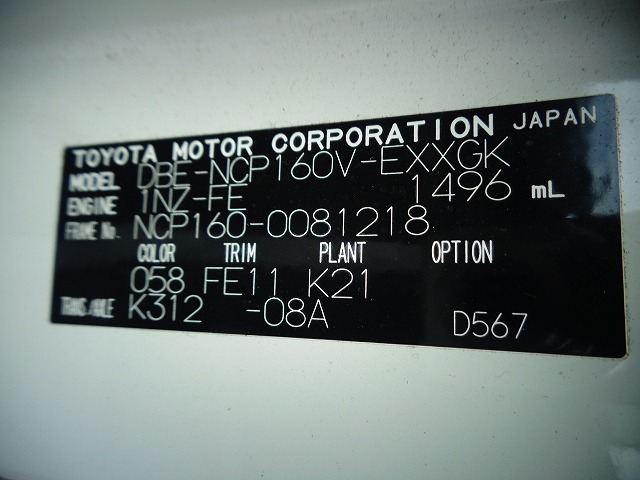 TOYOTA MOTOR CORPORATION JAPAN
MODEL DBE-NCP160V-EXXGK
ENGINE 1NZ-FE 1496 mL
FRAME No. NCP160-0081218
COLOR TRIM PLANT OPTION
058 FE11 K21
TRANS/AXLE K312 -08A D567